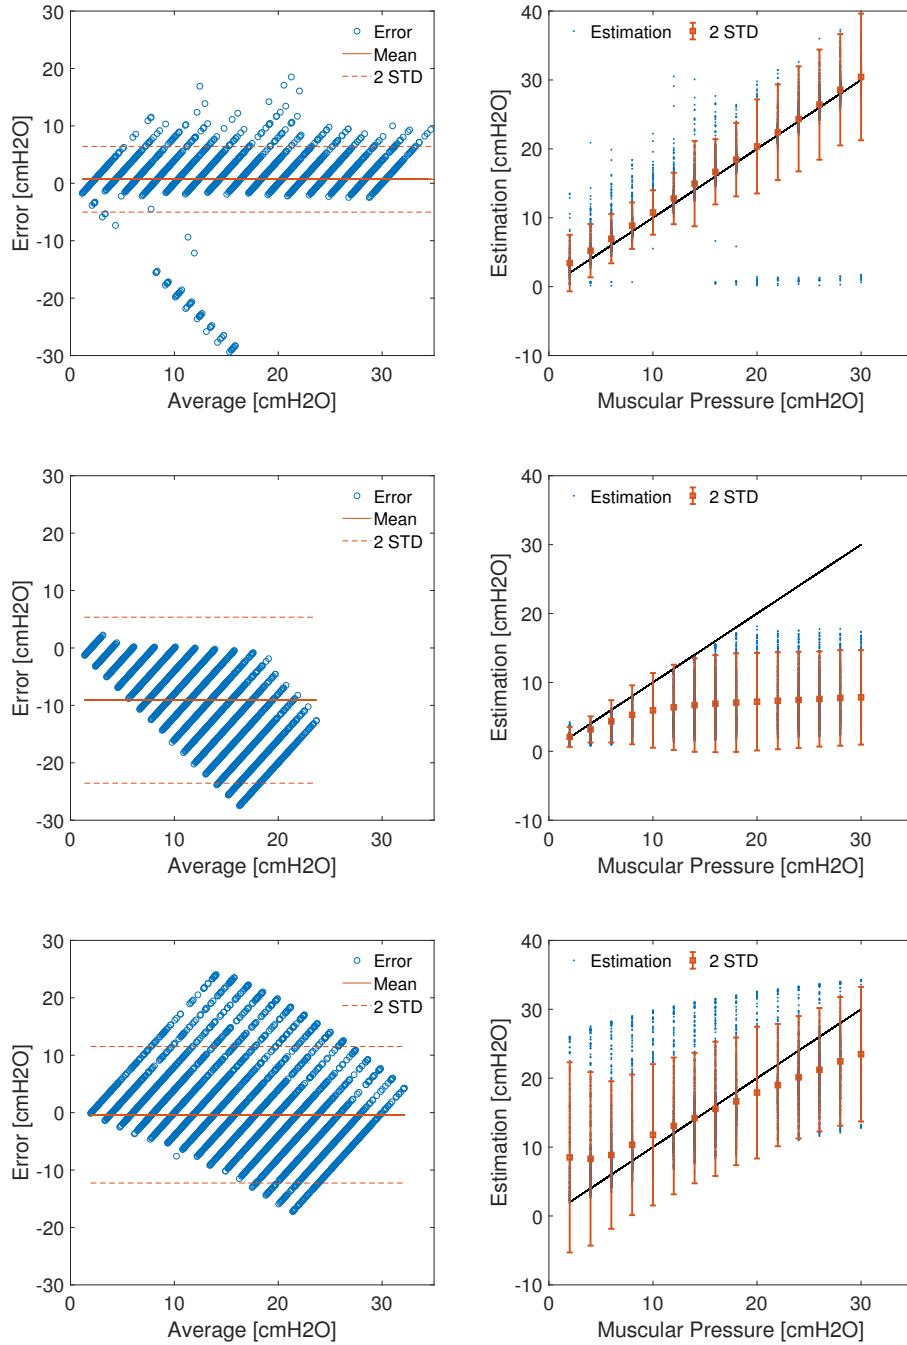 30
20
10
0
-10
-20
-30
0 10 20 30
Error [cmH2O]
Average [cmH2O]
Error
Mean
2 STD
40
30
20
10
0
-10
0 10 20 30
Estimation [cmH2O]
Muscular Pressure [cmH2O]
Estimation 2 STD
30
20
10
0
-10
-20
-30
0 10 20 30
Error [cmH2O]
Average [cmH2O]
Error
Mean
2 STD
40
30
20
10
0
-10
0 10 20 30
Estimation [cmH2O]
Muscular Pressure [cmH2O]
Estimation 2 STD
30
20
10
0
-10
-20
-30
0 10 20 30
Error [cmH2O]
Average [cmH2O]
Error
Mean
2 STD
40
30
20
10
0
-10
0 10 20 30
Estimation [cmH2O]
Muscular Pressure [cmH2O]
Estimation 2 STD